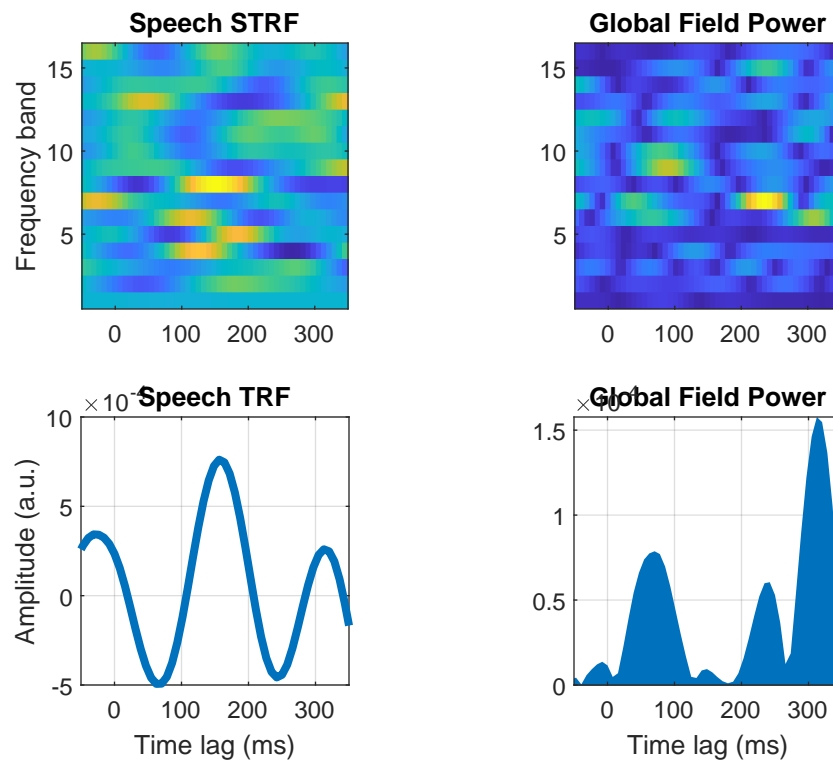 Speech STRF
Global Field Power
Frequency band
15
10
5
0 100 200 300
15
10
5
0 100 200 300
Speech TRF
×10⁻⁴
Amplitude (a.u.)
10
5
0
-5
0 100 200 300
Time lag (ms)
Global Field Power
1.5
1
0.5
0
0 100 200 300
Time lag (ms)